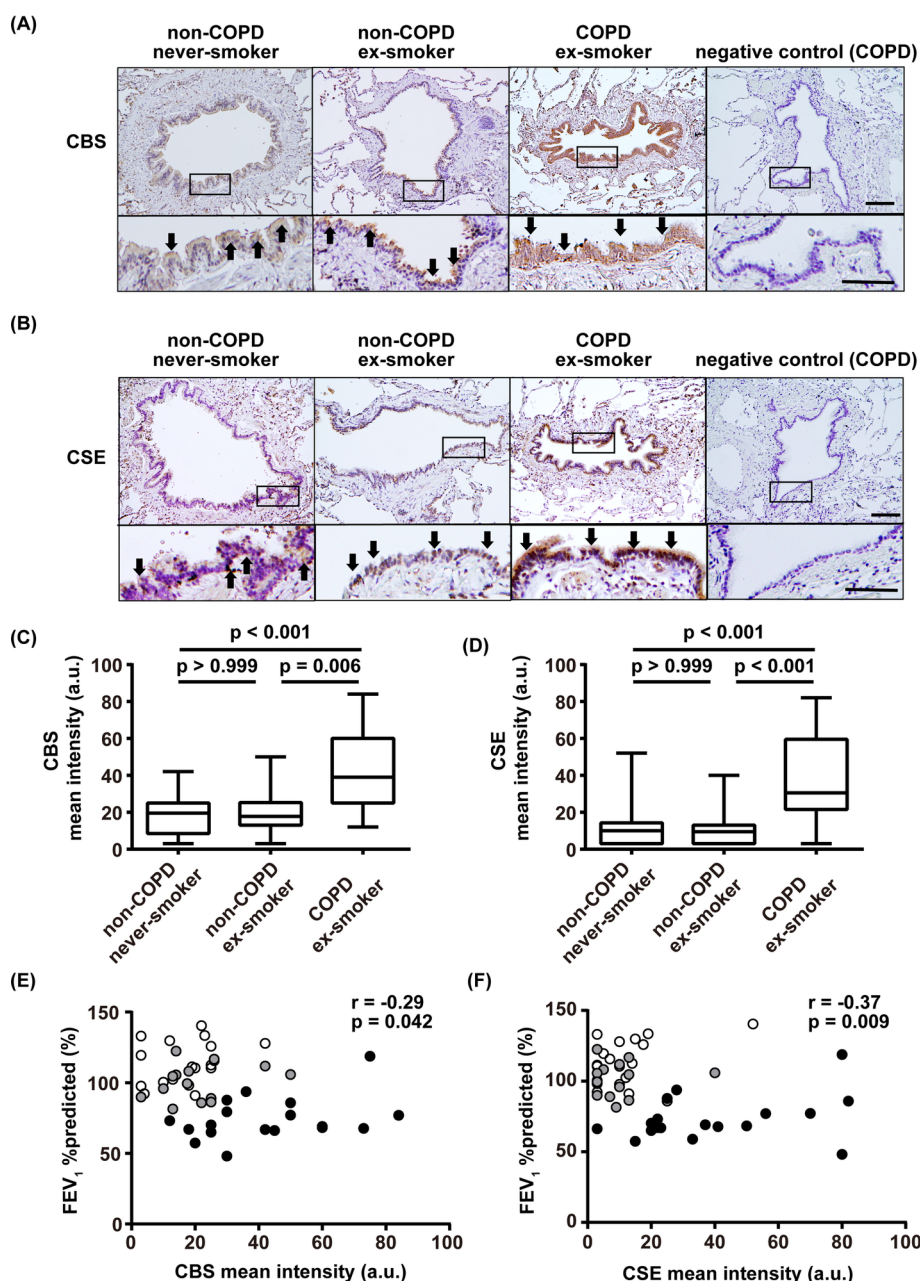 (A)
non-COPD never-smoker
non-COPD ex-smoker
COPD ex-smoker
negative control (COPD)
CBS
(B)
non-COPD never-smoker
non-COPD ex-smoker
COPD ex-smoker
negative control (COPD)
CSE
(C)
p < 0.001
p > 0.999
p = 0.006
CBS
mean intensity (a.u.)
100
80
60
40
20
0
non-COPD never-smoker
non-COPD ex-smoker
COPD ex-smoker
(D)
p < 0.001
p > 0.999
p < 0.001
CSE
mean intensity (a.u.)
100
80
60
40
20
0
non-COPD never-smoker
non-COPD ex-smoker
COPD ex-smoker
(E)
r = -0.29
p = 0.042
FEV₁ %predicted (%)
150
100
50
0
0 20 40 60 80 100
CBS mean intensity (a.u.)
(F)
r = -0.37
p = 0.009
FEV₁ %predicted (%)
150
100
50
0
0 20 40 60 80 100
CSE mean intensity (a.u.)